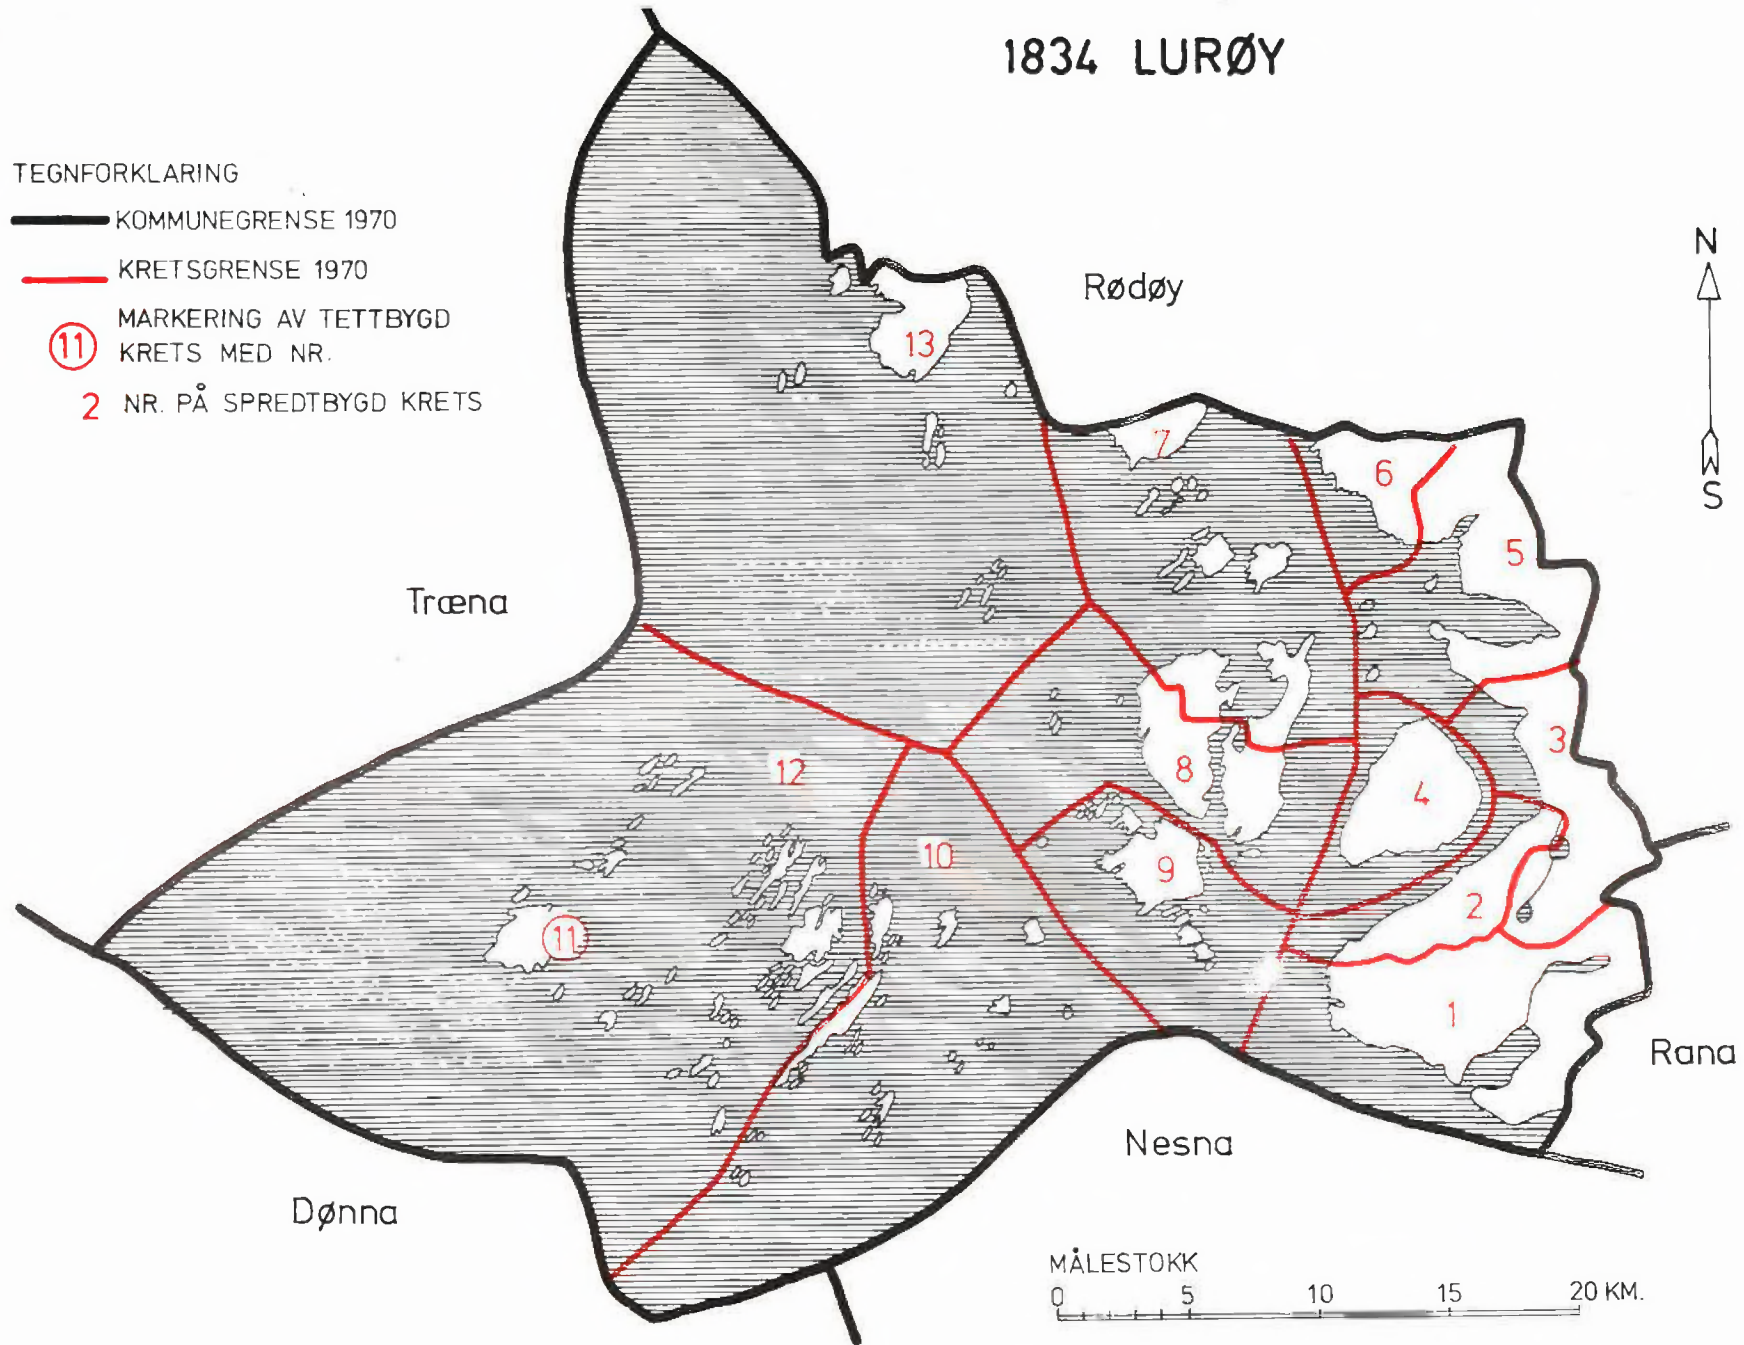 1834 LURØY
TEGNFORKLARING
KOMMUNEGRENSE 1970
KRETSGRENSE 1970
11 MARKERING AV TETTBYGD
KRETS MED NR.
2 NR. PÅ SPREDTBYGD KRETS
N
S
Rødøy
Træna
Dønna
Nesna
Rana
13
7
6
5
3
8
4
12
10
9
2
11
1
MÅLESTOKK
0 5 10 15 20 KM.